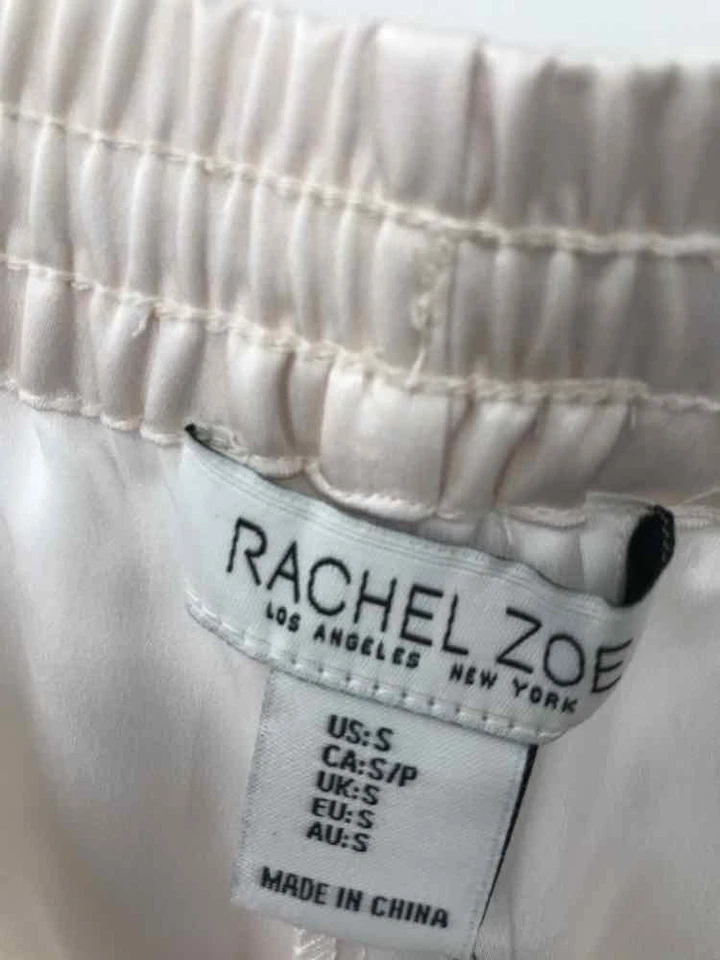 RACHEL ZOE
LOS ANGELES NEW YORK
US:S
CA:S/P
UK:S
EU:S
AU:S
MADE IN CHINA